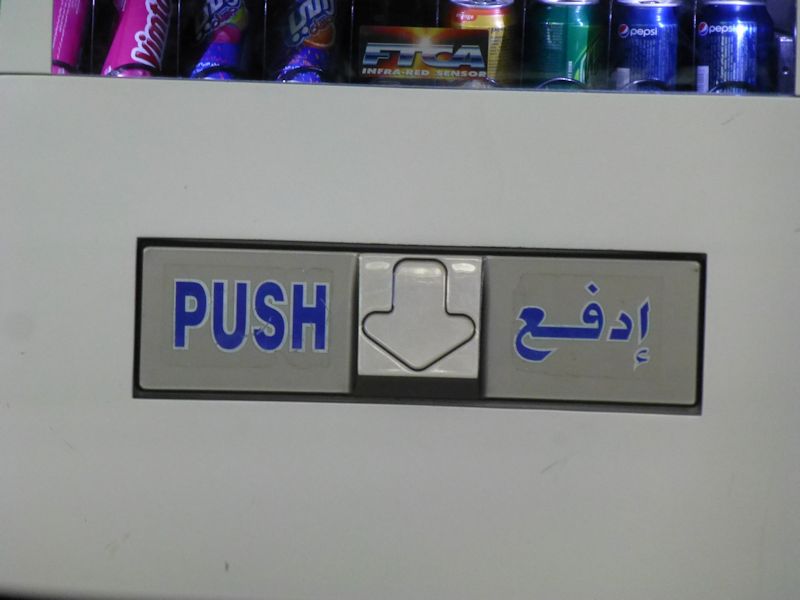 FTCA
INFRA-RED SENSOR
pepsi
pepsi
PUSH
إدفع